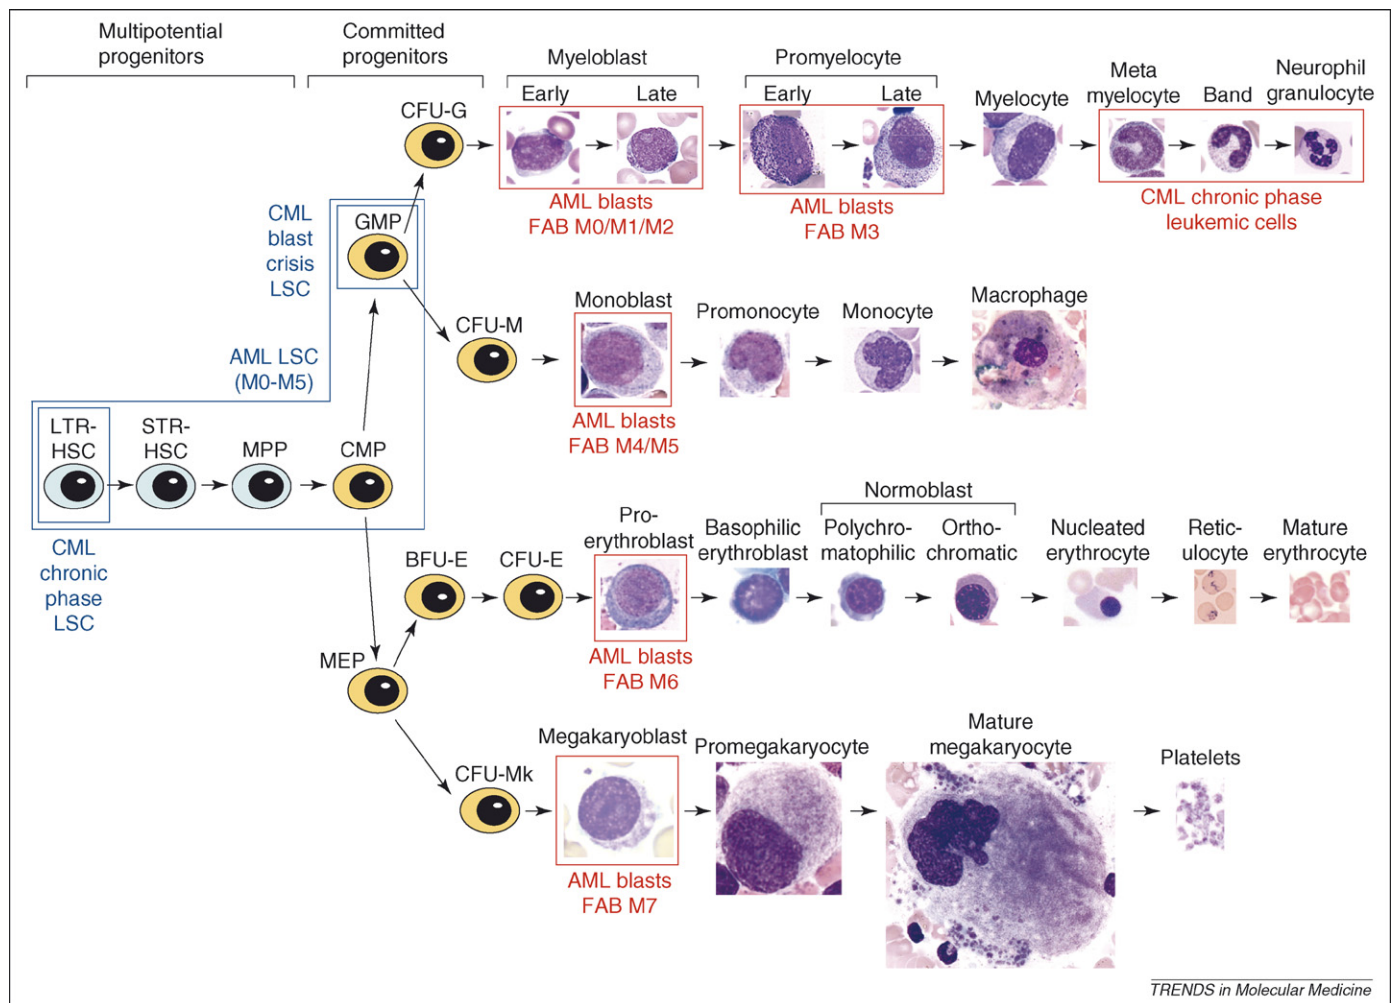 Multipotential
progenitors
Committed
progenitors
Myeloblast
Early
Late
Promyelocyte
Early
Late
Myelocyte
Meta
myelocyte
Band
Neurophil
granulocyte
CFU-G
AML blasts
FAB M0/M1/M2
AML blasts
FAB M3
CML chronic phase
leukemic cells
CML
blast
crisis
LSC
GMP
CFU-M
Monoblast
Promonocyte
Monocyte
Macrophage
AML blasts
FAB M4/M5
AML LSC
(M0-M5)
LTR-
HSC
STR-
HSC
MPP
CMP
CML
chronic
phase
LSC
BFU-E
CFU-E
Pro-
erythroblast
Basophilic
erythroblast
Normoblast
Polychro-
matophilic
Ortho-
chromatic
Nucleated
erythrocyte
Retic-
ulocyte
Mature
erythrocyte
AML blasts
FAB M6
MEP
CFU-Mk
Megakaryoblast
Promegakaryocyte
Mature
megakaryocyte
Platelets
AML blasts
FAB M7
TRENDS in Molecular Medicine